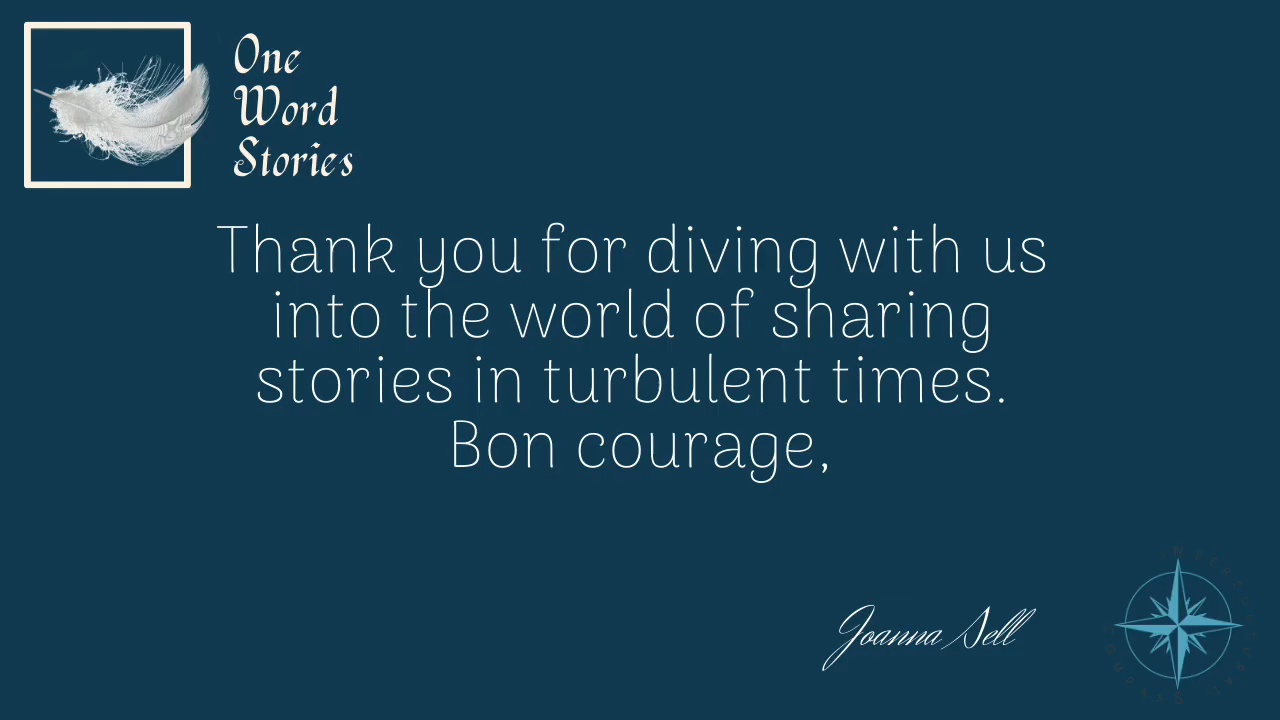 One
Word
Stories
Thank you for diving with us
into the world of sharing
stories in turbulent times.
Bon courage,
Joanna Sell